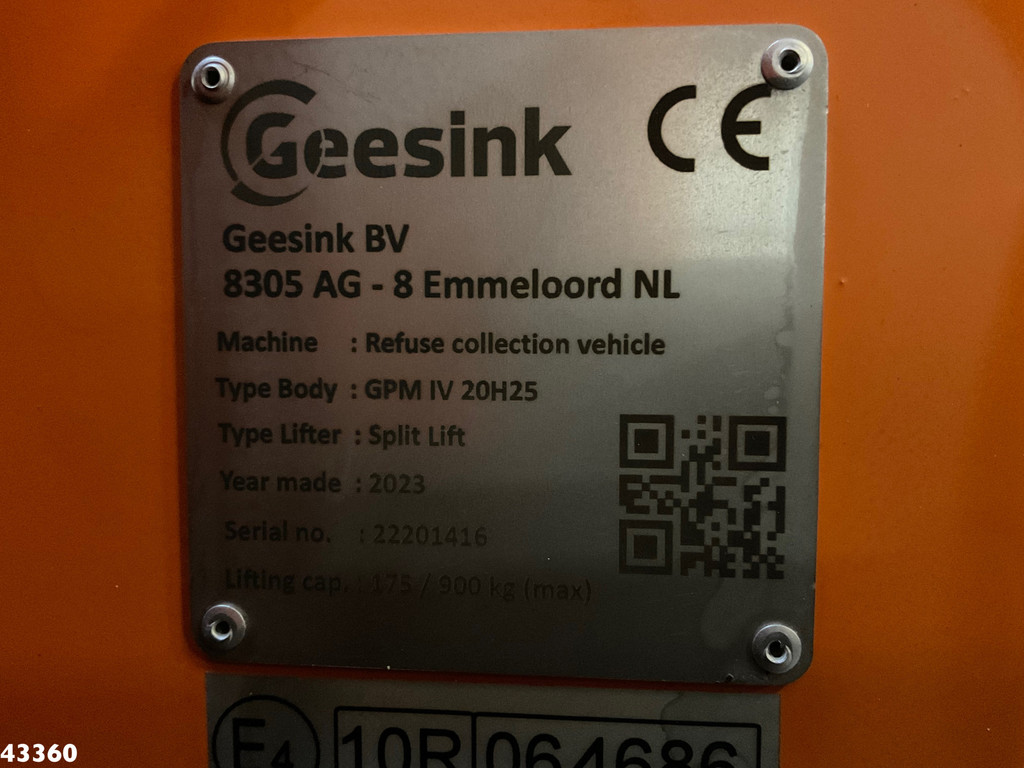 Geesink CE
Geesink BV
8305 AG - 8 Emmeloord NL
Machine : Refuse collection vehicle
Type Body : GPM IV 20H25
Type Lifter : Split Lift
Year made : 2023
Serial no. : 22201416
Lifting cap. : 175 / 900 kg (max)
E4 10R 064686
43360